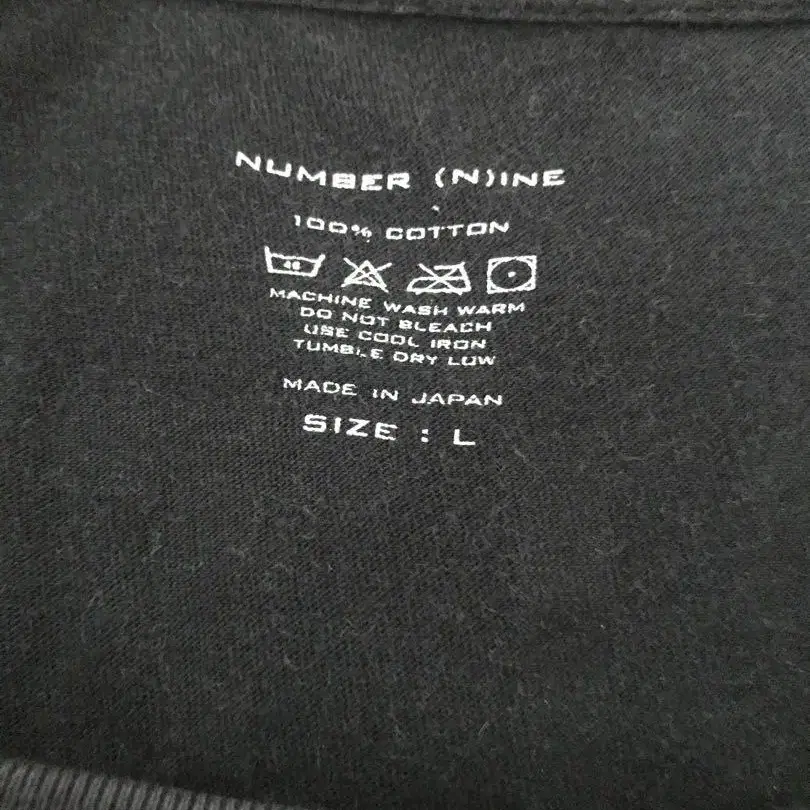 NUMBER (N)INE
100% COTTON
40
MACHINE WASH WARM
DO NOT BLEACH
USE COOL IRON
TUMBLE DRY LOW
MADE IN JAPAN
SIZE : L